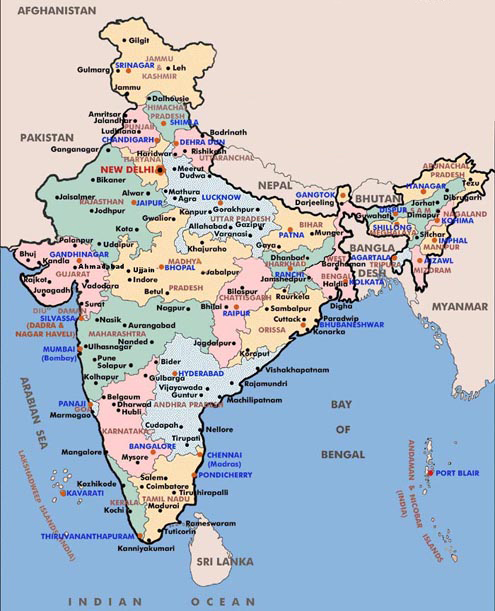 AFGHANISTAN
Gilgit
JAMMU
&
KASHMIR
SRINAGAR
Gulmarg
Leh
Jammu
Dalhousie
HIMACHAL
PRADESH
Amritsar
Jalandhar
PUNJAB
SHIMLA
Ludhiana
CHANDIGARH
Badrinath
PAKISTAN
DEHRA DUN
Ganganagar
Rishikesh
Haridwar
UTTARANCHAL
HARYANA
NEW DELHI
Bikaner
Meerut
Dudwa
NEPAL
ARUNACHAL
PRADESH
Tezu
ITANAGAR
Dibrugarh
BHUTAN
GANGTOK
Darjeeling
Jaisalmer
RAJASTHAN
Jodhpur
Alwar
JAIPUR
Mathura
Agra
LUCKNOW
Gorakhpur
Kanpur
UTTAR PRADESH
Gwalior
Allahabad
Gazipur
Varanasi
BIHAR
PATNA
Munger
Gaya
DISPUR
Guwahati
ASSAM
Jorhat
Dimapur
NAGALAND
KOHIMA
SHILLONG
MEGHALAYA
Silchar
IMPHAL
MANIPUR
Kota
Udaipur
Palanpur
GANDHINAGAR
Bhuj
Kandla
Ahmadabad
GUJARAT
Rajkot
Vadodara
Junagadh
Surat
Khajuraho
MADHYA
BHOPAL
Ujjain
Indore
Jabalpur
Betul
PRADESH
Dhanbad
JHARKHAND
RANCHI
Jamshedpur
WEST
BENGAL
Haldia
KOLKATA
BANGLA
DESH
AGARTALA
TRIPURA
AIZAWL
MIZORAM
MYANMAR
DIU
DAMAN
SILVASSA
(DADRA &
NAGAR HAVELI)
Nasik
Aurangabad
MAHARASHTRA
Nanded
Nagpur
Bhilai
CHATTISGARH
RAIPUR
Bilaspur
Raurkela
Sambalpur
Cuttack
ORISSA
Digha
Paradwip
BHUBANESHWAR
Konarka
Jagdalpur
Koraput
MUMBAI
(Bombay)
Ulhasnagar
Pune
Solapur
Kolhapur
Bider
Gulbarga
HYDERABAD
Vishakhapatnam
Rajamundri
Vijayawada
Guntur
Machilipatnam
ANDHRA PRADESH
ARABIAN SEA
PANAJI
GOA
Marmagao
Belgaum
Dharwad
Hubli
KARNATAKA
Cudapah
Nellore
Tirupati
BAY
OF
BENGAL
Mangalore
BANGALORE
Mysore
CHENNAI
(Madras)
PONDICHERRY
LAKSHADWEEP ISLANDS (INDIA)
KAVARATI
Kozhikode
Salem
Coimbatore
Tiruchirapalli
TAMIL NADU
KERALA
Kochi
Madurai
Rameswaram
Tuticorin
THIRUVANANTHAPURAM
Kanniyakumari
SRI LANKA
ANDAMAN & NICOBAR ISLANDS
(INDIA)
PORT BLAIR
INDIAN OCEAN